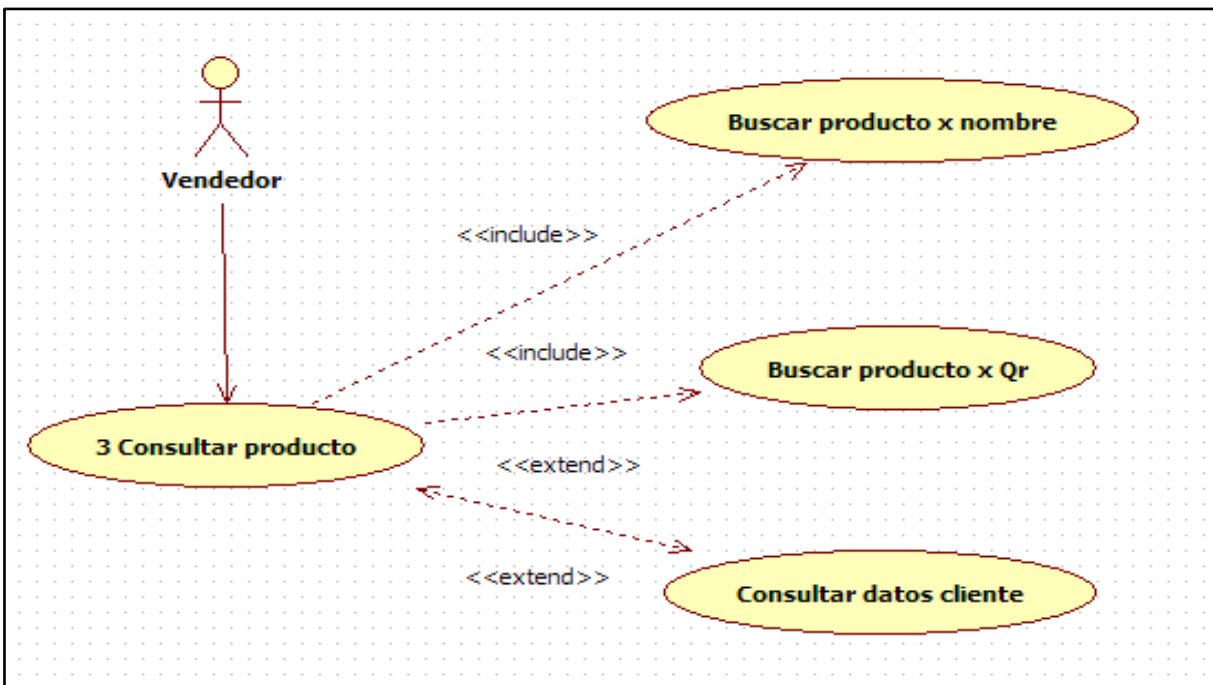 Buscar producto x nombre
Vendedor
<<include>>
<<include>>
Buscar producto x Qr
3 Consultar producto
<<extend>>
<<extend>>
Consultar datos cliente